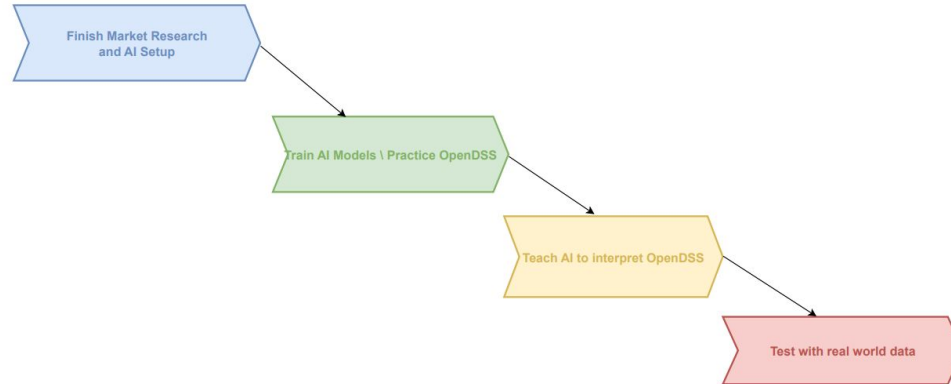 Finish Market Research
and AI Setup
Train AI Models \ Practice OpenDSS
Teach AI to interpret OpenDSS
Test with real world data